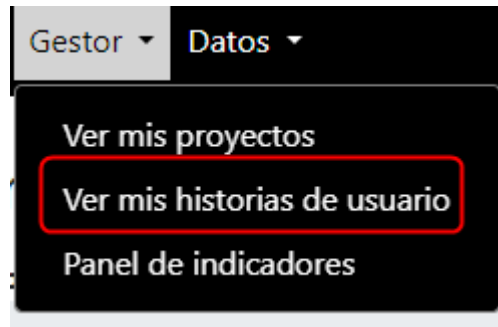 Gestor Datos
Ver mis proyectos
Ver mis historias de usuario
Panel de indicadores